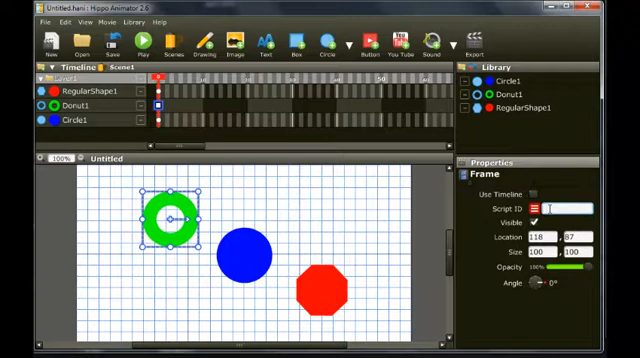 Untitled.hani : Hippo Animator 2.6
File Edit View Movie Library Help
New Open Save Play Scenes Drawing Image Text Box Circle Button You Tube Sound Export
Timeline Scene1
Layer1
RegularShape1
Donut1
Circle1
Library
Circle1
Donut1
RegularShape1
100% Untitled
Properties
Frame
Use Timeline
Script ID
Visible
Location 118 , 87
Size 100 , 100
Opacity 100%
Angle 0°